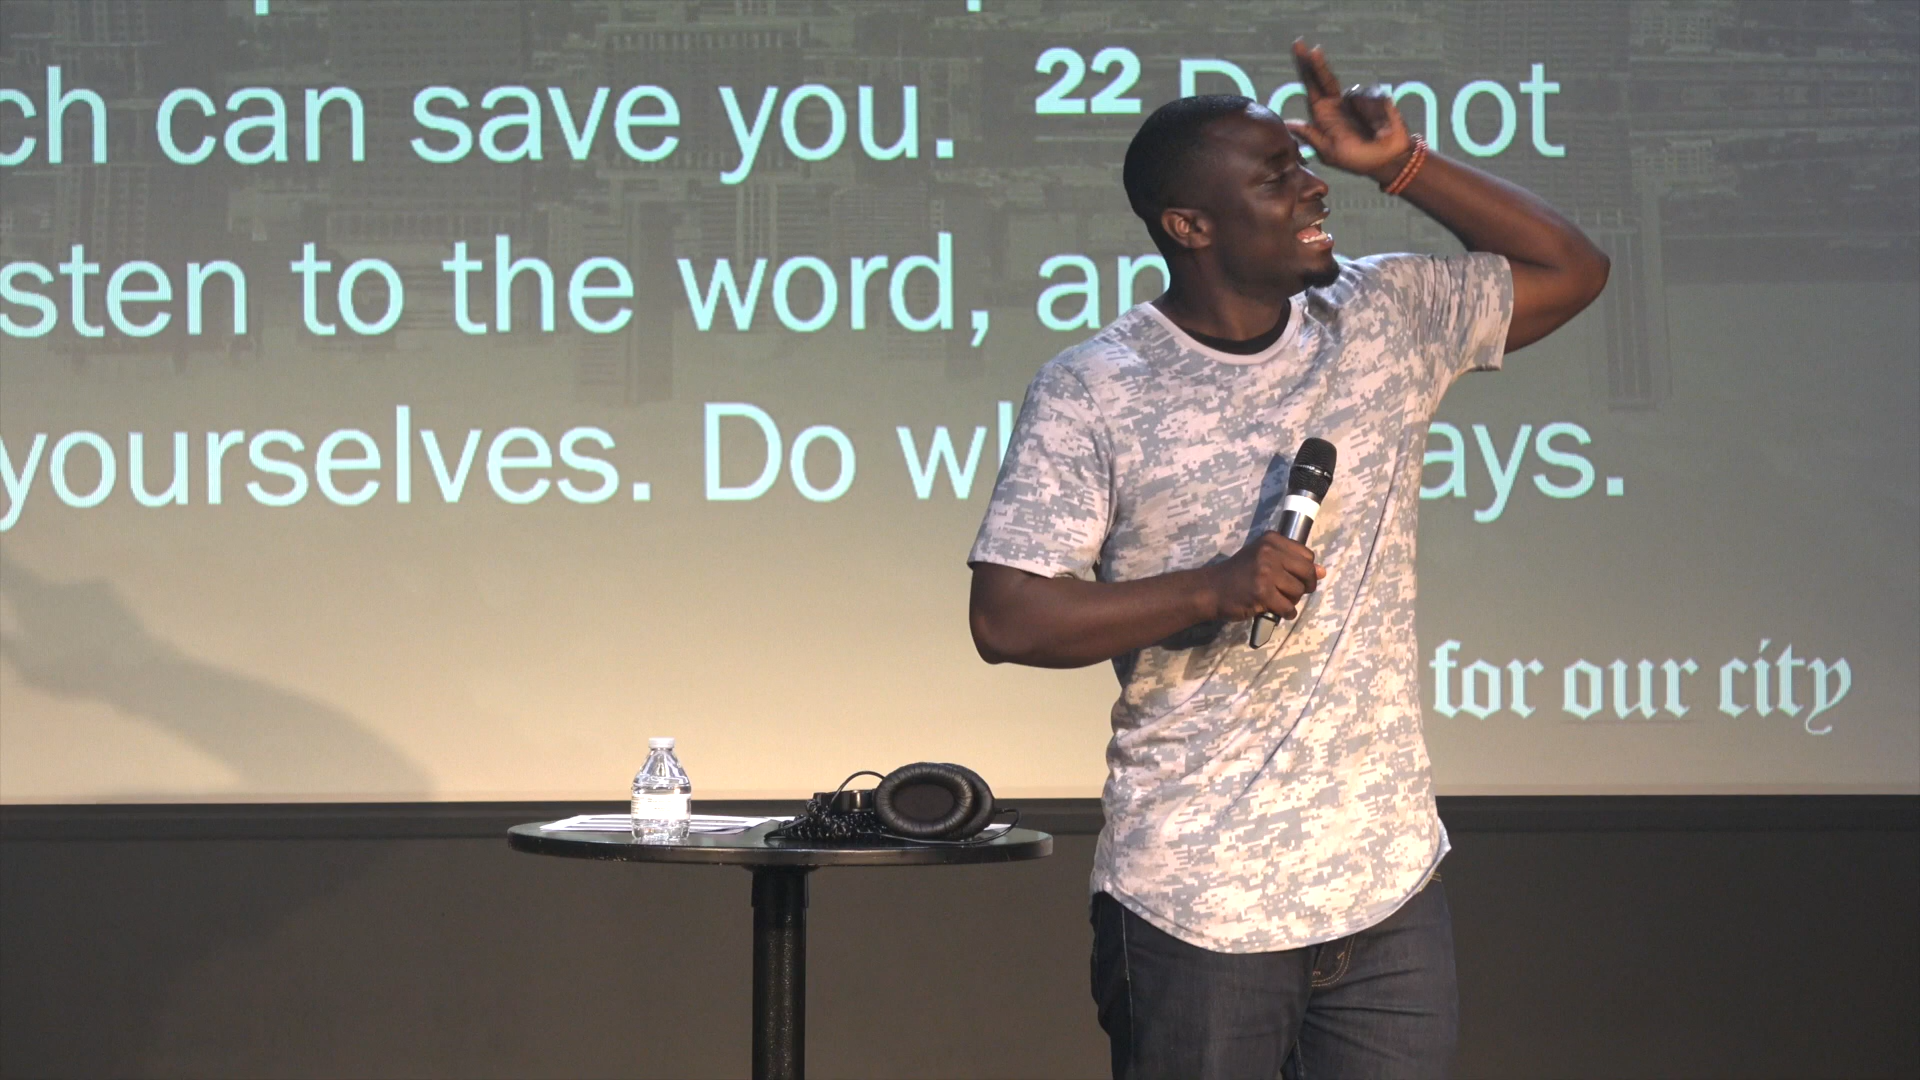 ch can save you. 22 Do not
sten to the word, an
yourselves. Do wh ays.
for our city